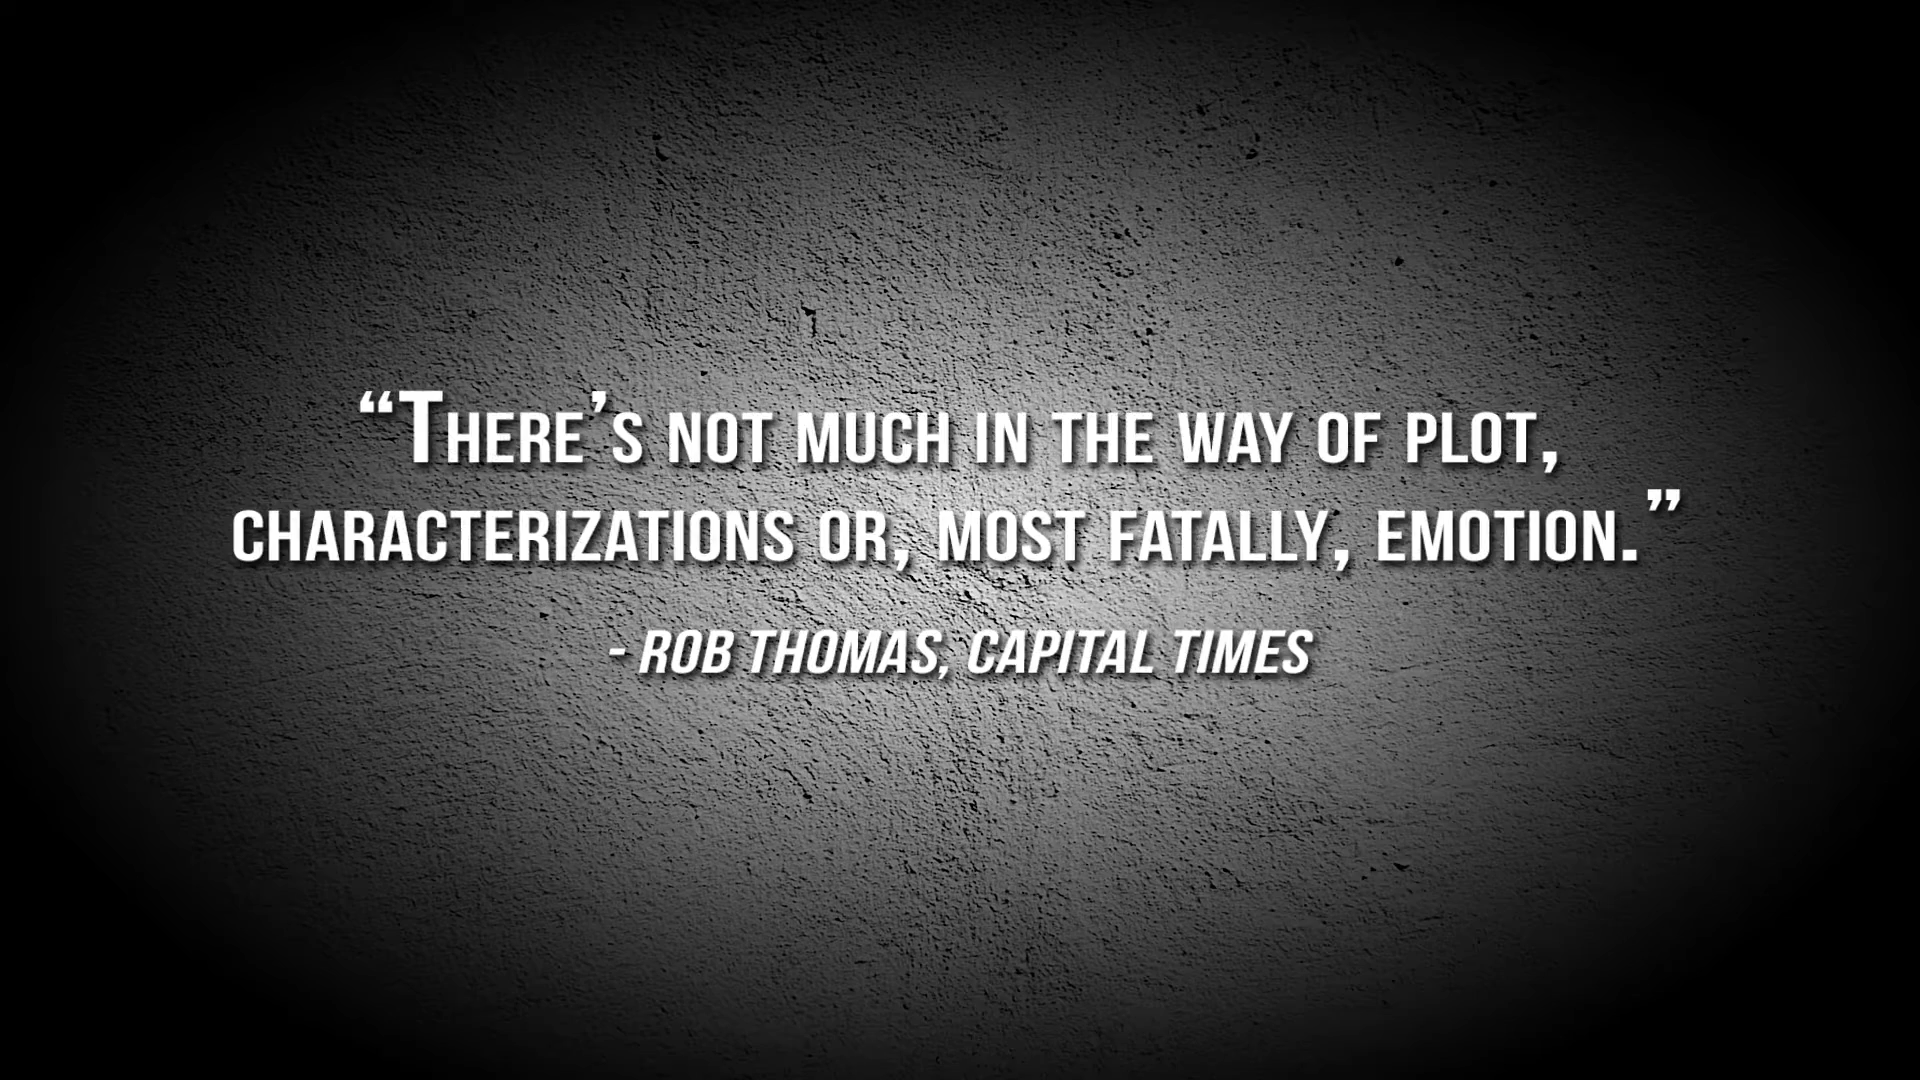 “There’s not much in the way of plot,
characterizations or, most fatally, emotion.”
- ROB THOMAS, CAPITAL TIMES